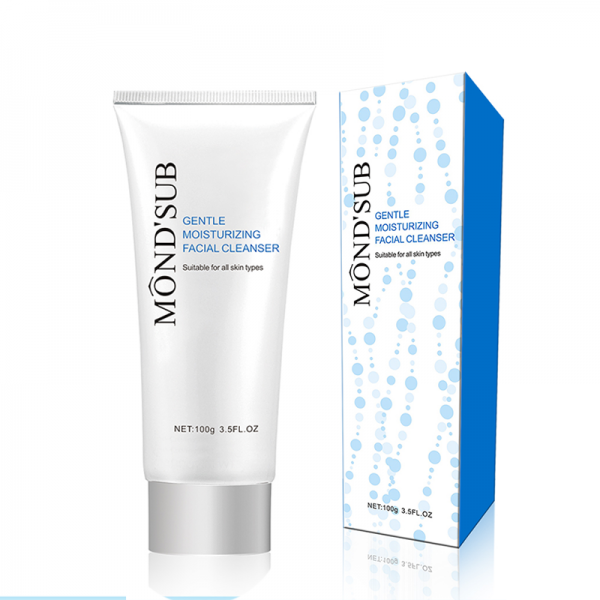 MÔND'SUB
GENTLE
MOISTURIZING
FACIAL CLEANSER
Suitable for all skin types
NET:100g 3.5FL.OZ
MÔND'SUB
GENTLE
MOISTURIZING
FACIAL CLEANSER
Suitable for all skin types
NET:100g 3.5FL.OZ